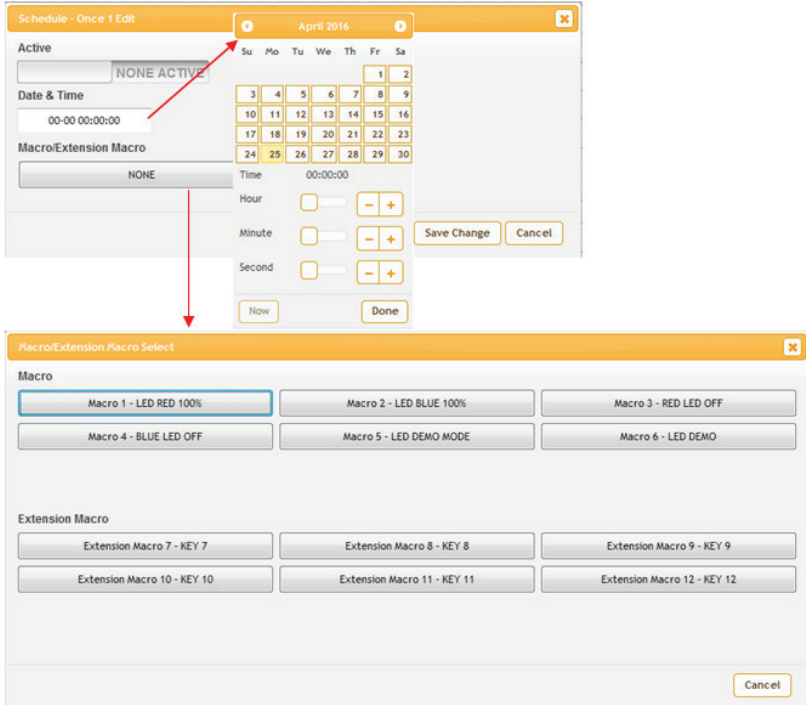 Schedule - Once 1 Edit
April 2016
Active
Su Mo Tu We Th Fr Sa
NONE ACTIVE
1 2
Date & Time
3 4 5 6 7 8 9
00-00 00:00:00
10 11 12 13 14 15 16
17 18 19 20 21 22 23
Macro/Extension Macro
24 25 26 27 28 29 30
NONE
Time 00:00:00
Hour - +
Minute - +
Save Change Cancel
Second - +
Now Done
Macro/Extension Macro Select
Macro
Macro 1 - LED RED 100% Macro 2 - LED BLUE 100% Macro 3 - RED LED OFF
Macro 4 - BLUE LED OFF Macro 5 - LED DEMO MODE Macro 6 - LED DEMO
Extension Macro
Extension Macro 7 - KEY 7 Extension Macro 8 - KEY 8 Extension Macro 9 - KEY 9
Extension Macro 10 - KEY 10 Extension Macro 11 - KEY 11 Extension Macro 12 - KEY 12
Cancel